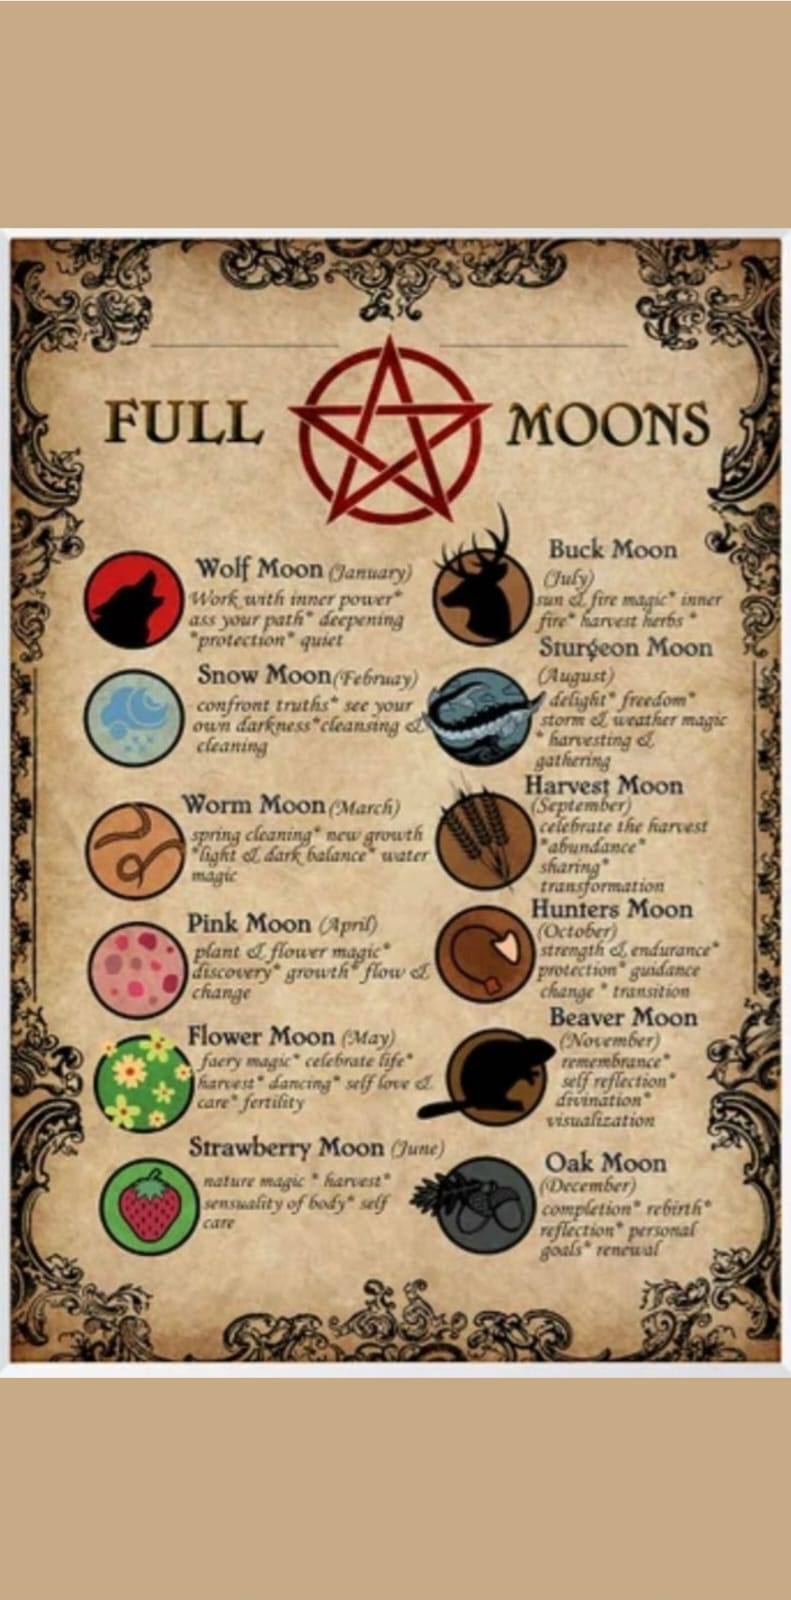 FULL MOONS
Wolf Moon (January)
Work with inner power*
ass your path* deepening
*protection* quiet
Snow Moon(Februay)
confront truths* see your
own darkness*cleansing &
cleaning
Worm Moon (March)
spring cleaning* new growth
*light & dark balance* water
magic
Pink Moon (April)
plant & flower magic*
discovery* growth* flow &
change
Flower Moon (May)
faery magic* celebrate life*
harvest* dancing* self love &
care* fertility
Strawberry Moon (June)
nature magic * harvest*
sensuality of body* self
care
Buck Moon
(July)
sun & fire magic* inner
fire* harvest herbs *
Sturgeon Moon
(August)
delight* freedom*
storm & weather magic
* harvesting &
gathering
Harvest Moon
(September)
celebrate the harvest
*abundance*
sharing*
transformation
Hunters Moon
(October)
strength & endurance*
protection* guidance
change * transition
Beaver Moon
(November)
remembrance*
self reflection*
divination*
visualization
Oak Moon
(December)
completion* rebirth*
reflection* personal
goals* renewal